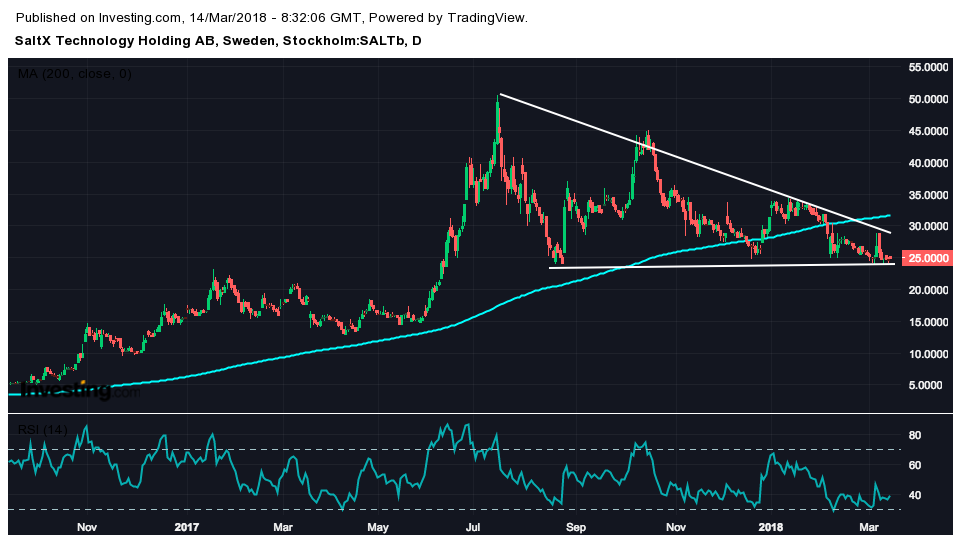 Published on Investing.com, 14/Mar/2018 - 8:32:06 GMT, Powered by TradingView.
SaltX Technology Holding AB, Sweden, Stockholm:SALTb, D
MA (200, close, 0)
55.0000
50.0000
45.0000
40.0000
35.0000
30.0000
25.0000
20.0000
15.0000
10.0000
5.0000
Investing.com
RSI (14)
80
60
40
Nov 2017 Mar May Jul Sep Nov 2018 Mar